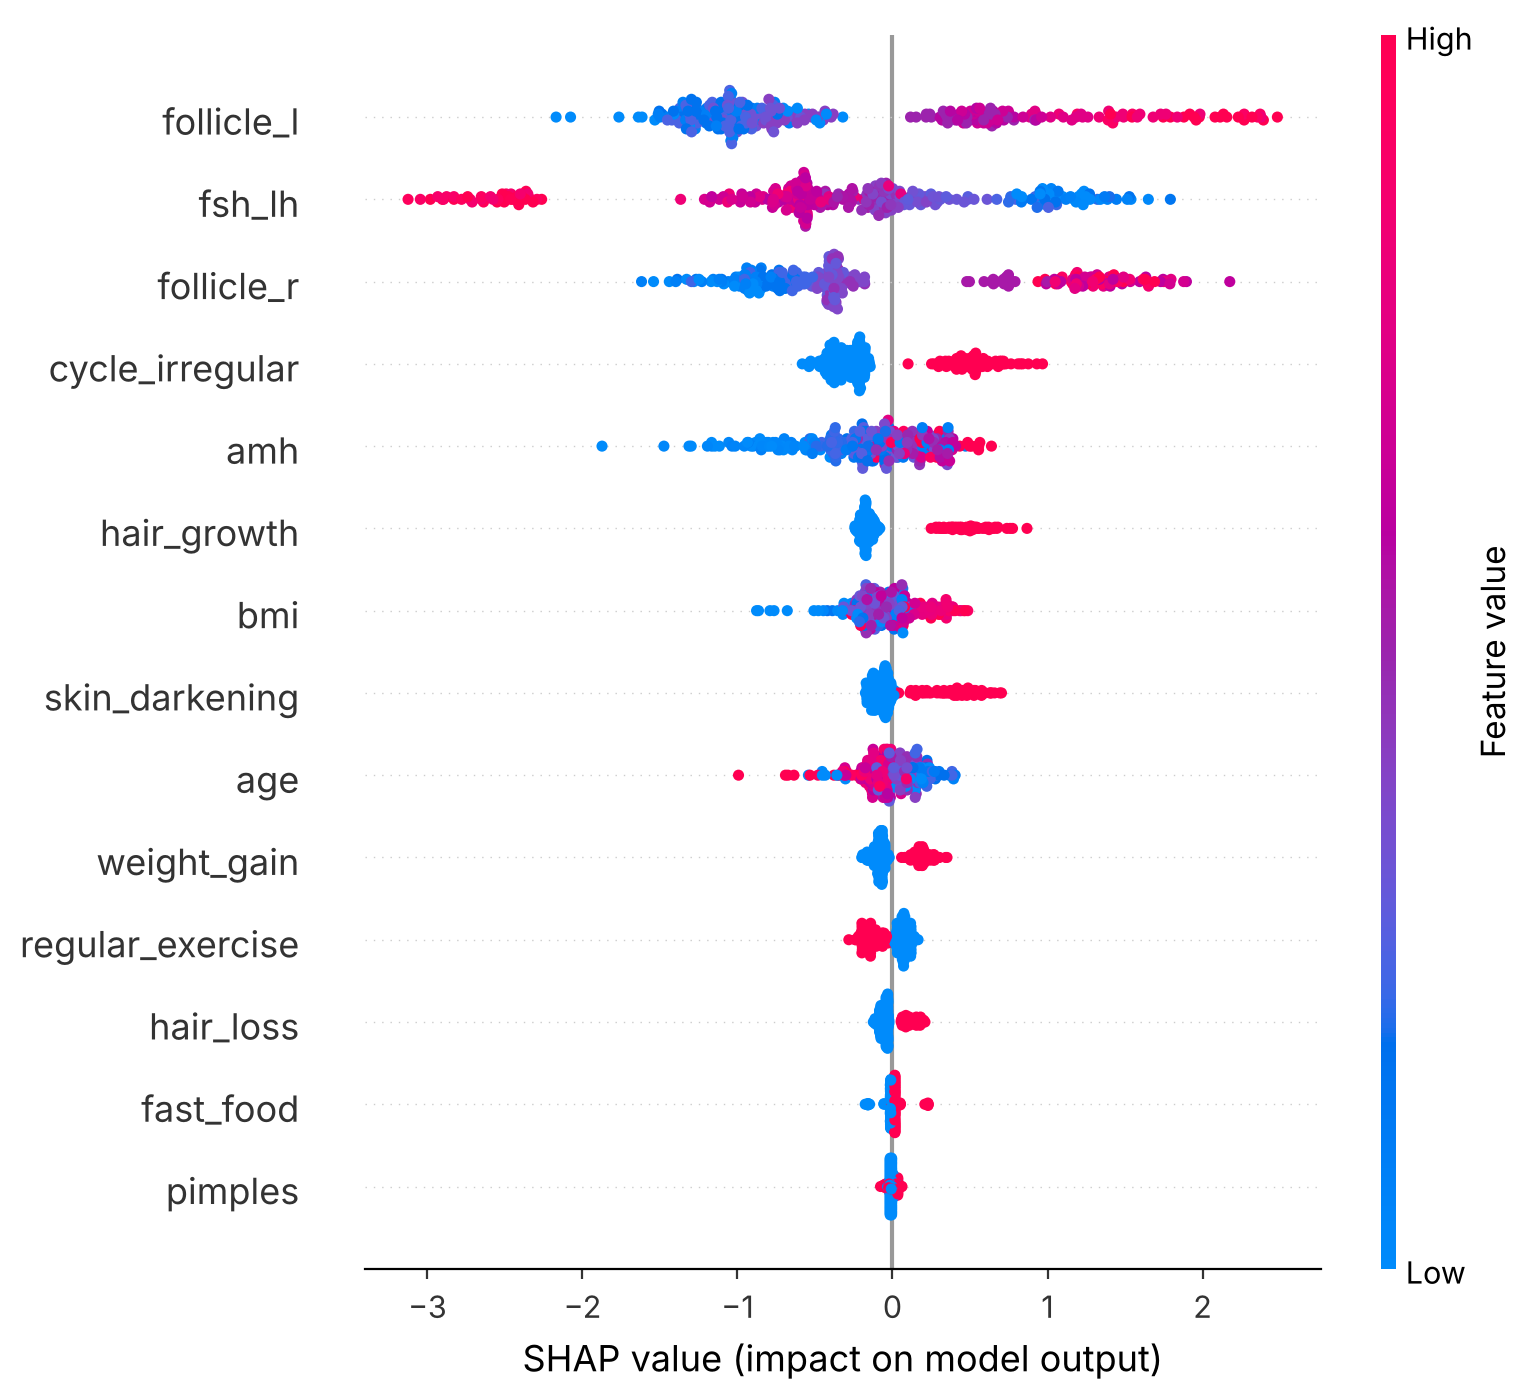 High
follicle_l
fsh_lh
follicle_r
cycle_irregular
amh
hair_growth
bmi
skin_darkening
age
weight_gain
regular_exercise
hair_loss
fast_food
pimples
Feature value
Low
−3 −2 −1 0 1 2
SHAP value (impact on model output)